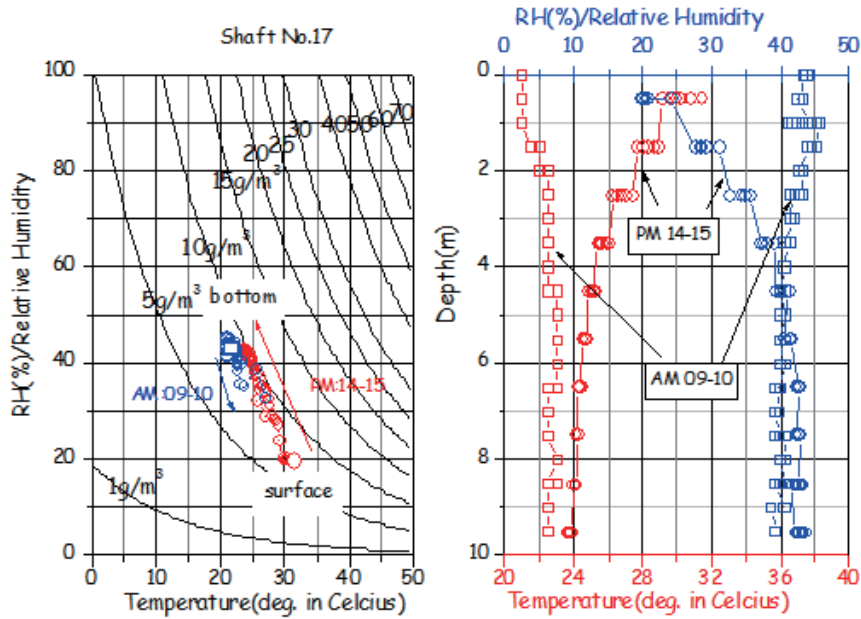 Shaft No.17
RH(%)/Relative Humidity
100
80
60
40
20
0
0 10 20 30 40 50
Temperature(deg. in Celcius)
1g/m³
5g/m³
10g/m³
15g/m³
20
25
30
40
50
60
70
bottom
AM:09-10
PM:14-15
surface
RH(%)/Relative Humidity
0 10 20 30 40 50
Depth(m)
0
2
4
6
8
10
PM 14-15
AM 09-10
20 24 28 32 36 40
Temperature(deg. in Celcius)